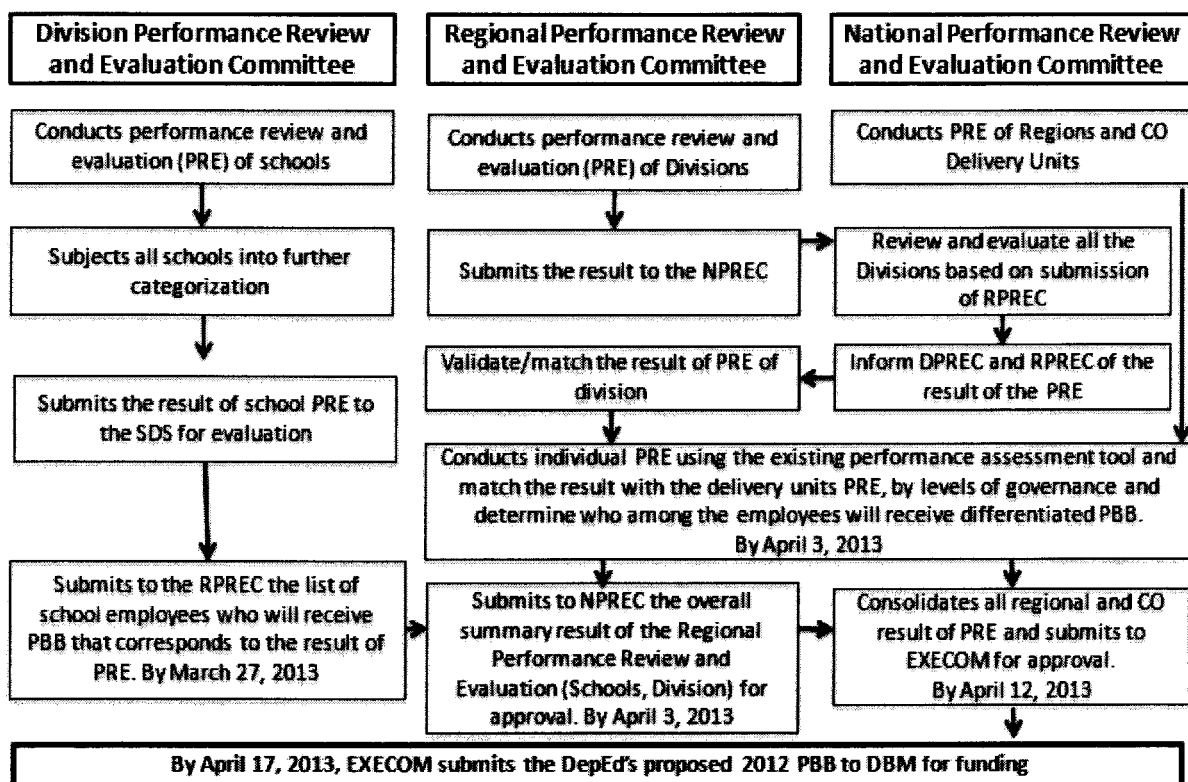 Division Performance Review
and Evaluation Committee
Regional Performance Review
and Evaluation Committee
National Performance Review
and Evaluation Committee
Conducts performance review and
evaluation (PRE) of schools
Subjects all schools into further
categorization
Submits the result of school PRE to
the SDS for evaluation
Submits to the RPREC the list of
school employees who will receive
PBB that corresponds to the result of
PRE. By March 27, 2013
Conducts performance review and
evaluation (PRE) of Divisions
Submits the result to the NPREC
Conducts PRE of Regions and CO
Delivery Units
Review and evaluate all the
Divisions based on submission
of RPREC
Inform DPREC and RPREC of the
result of the PRE
Validate/match the result of PRE of
division
Conducts individual PRE using the existing performance assessment tool and
match the result with the delivery units PRE, by levels of governance and
determine who among the employees will receive differentiated PBB.
By April 3, 2013
Submits to NPREC the overall
summary result of the Regional
Performance Review and
Evaluation (Schools, Division) for
approval. By April 3, 2013
Consolidates all regional and CO
result of PRE and submits to
EXECOM for approval.
By April 12, 2013
By April 17, 2013, EXECOM submits the DepEd's proposed 2012 PBB to DBM for funding